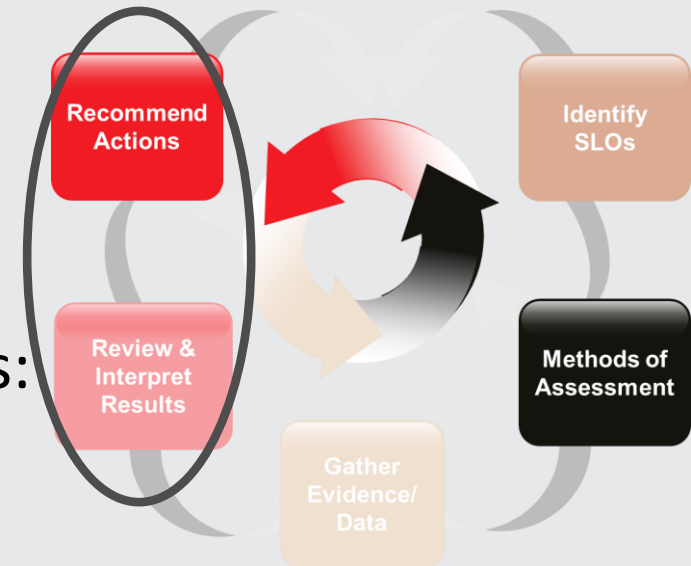 Recommend
Actions
Identify
SLOs
Review &
Interpret
Results
s:
Methods of
Assessment
Gather
Evidence/
Data